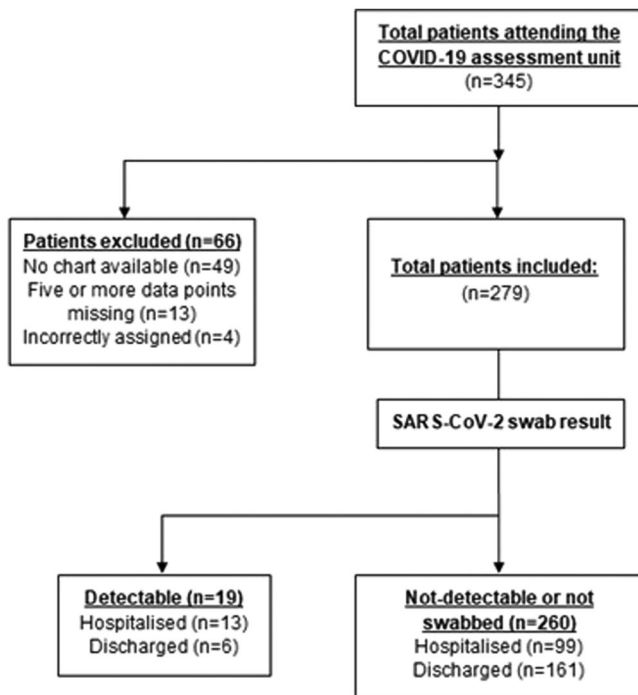 Total patients attending the
COVID-19 assessment unit
(n=345)
Patients excluded (n=66)
No chart available (n=49)
Five or more data points
missing (n=13)
Incorrectly assigned (n=4)
Total patients included:
(n=279)
SARS-CoV-2 swab result
Detectable (n=19)
Hospitalised (n=13)
Discharged (n=6)
Not-detectable or not
swabbed (n=260)
Hospitalised (n=99)
Discharged (n=161)